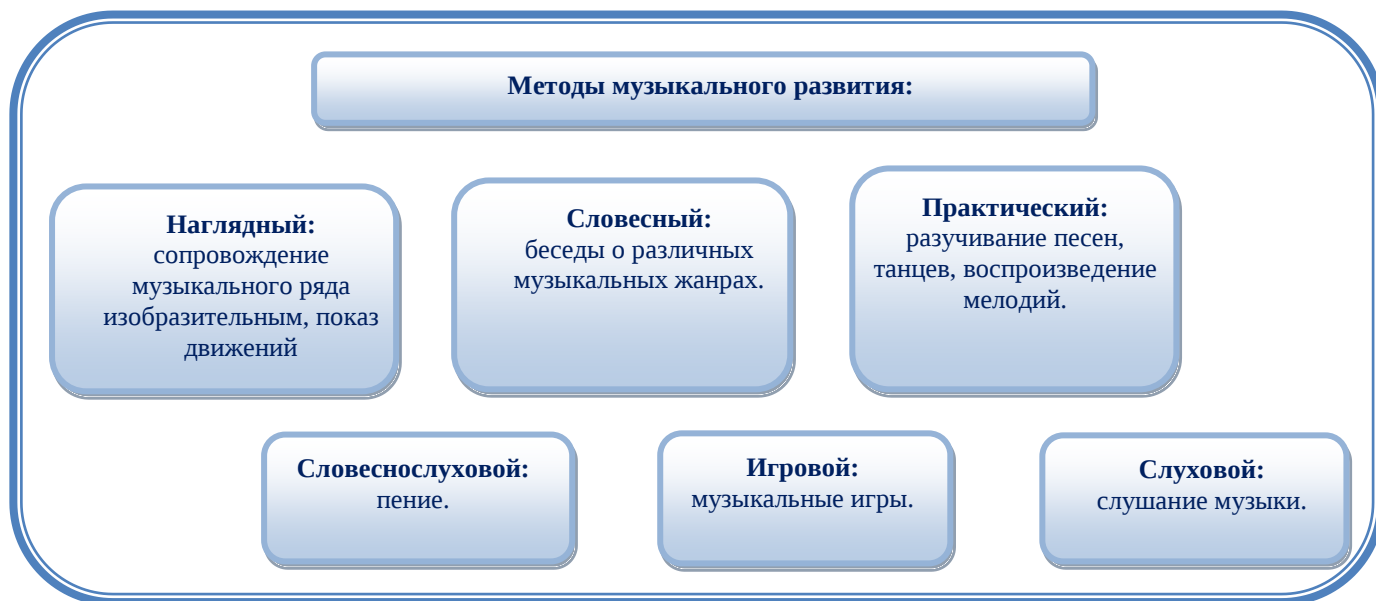 Методы музыкального развития:
Наглядный:
сопровождение
музыкального ряда
изобразительным, показ
движений
Словесный:
беседы о различных
музыкальных жанрах.
Практический:
разучивание песен,
танцев, воспроизведение
мелодий.
Словеснослуховой:
пение.
Игровой:
музыкальные игры.
Слуховой:
слушание музыки.